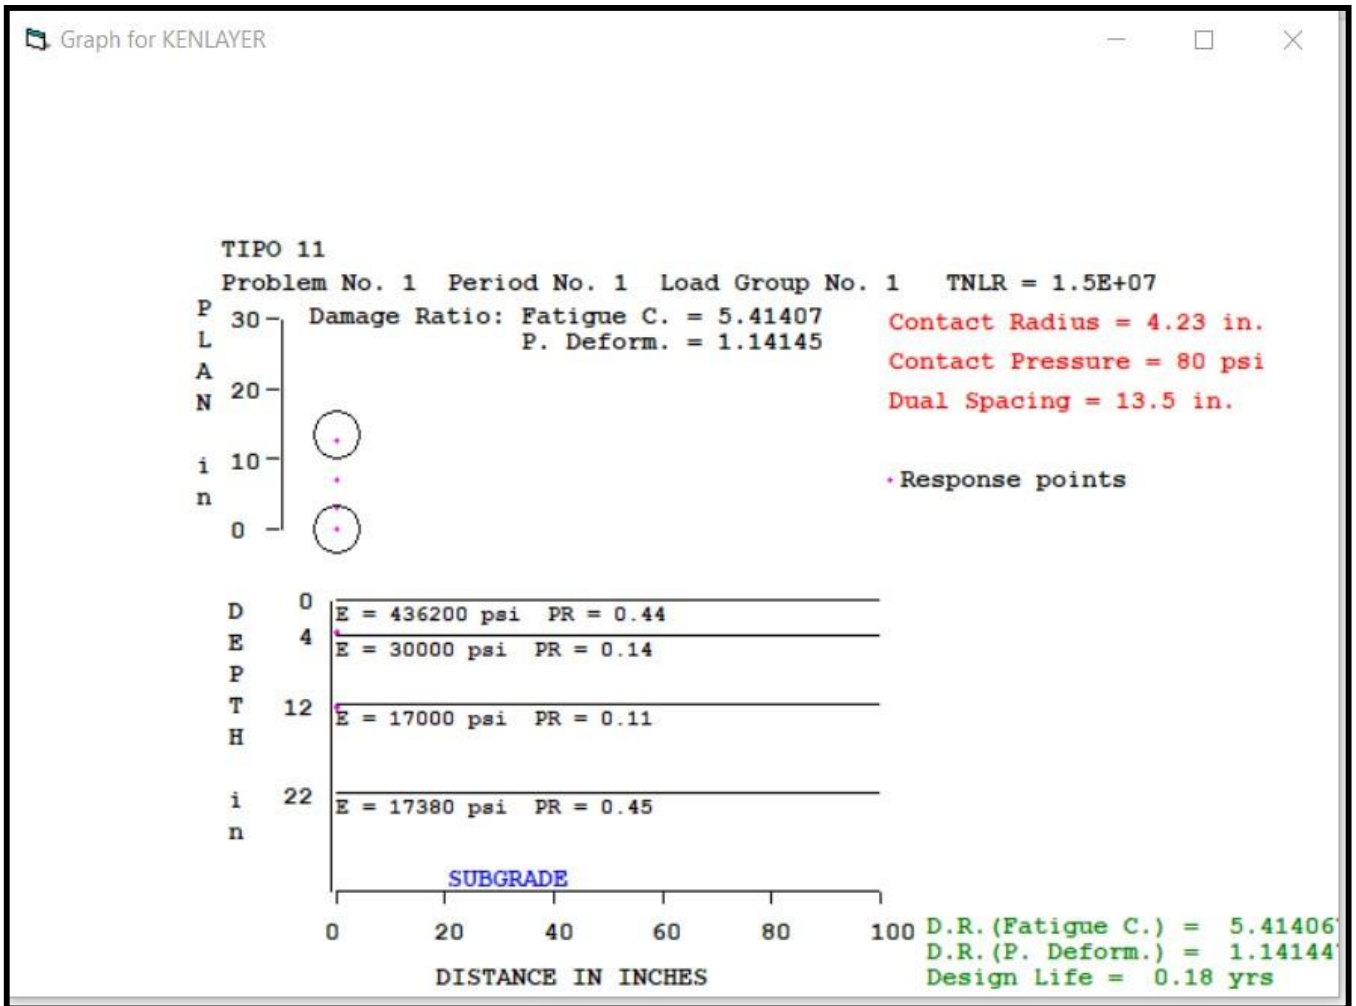 Graph for KENLAYER
TIPO 11
Problem No. 1 Period No. 1 Load Group No. 1 TNLR = 1.5E+07
Damage Ratio: Fatigue C. = 5.41407
P. Deform. = 1.14145
Contact Radius = 4.23 in.
Contact Pressure = 80 psi
Dual Spacing = 13.5 in.
Response points
PLAN in
30
20
10
0
DEPTH in
0
E = 436200 psi PR = 0.44
4
E = 30000 psi PR = 0.14
12
E = 17000 psi PR = 0.11
22
E = 17380 psi PR = 0.45
SUBGRADE
0 20 40 60 80 100
DISTANCE IN INCHES
D.R.(Fatigue C.) = 5.41406
D.R.(P. Deform.) = 1.14144
Design Life = 0.18 yrs